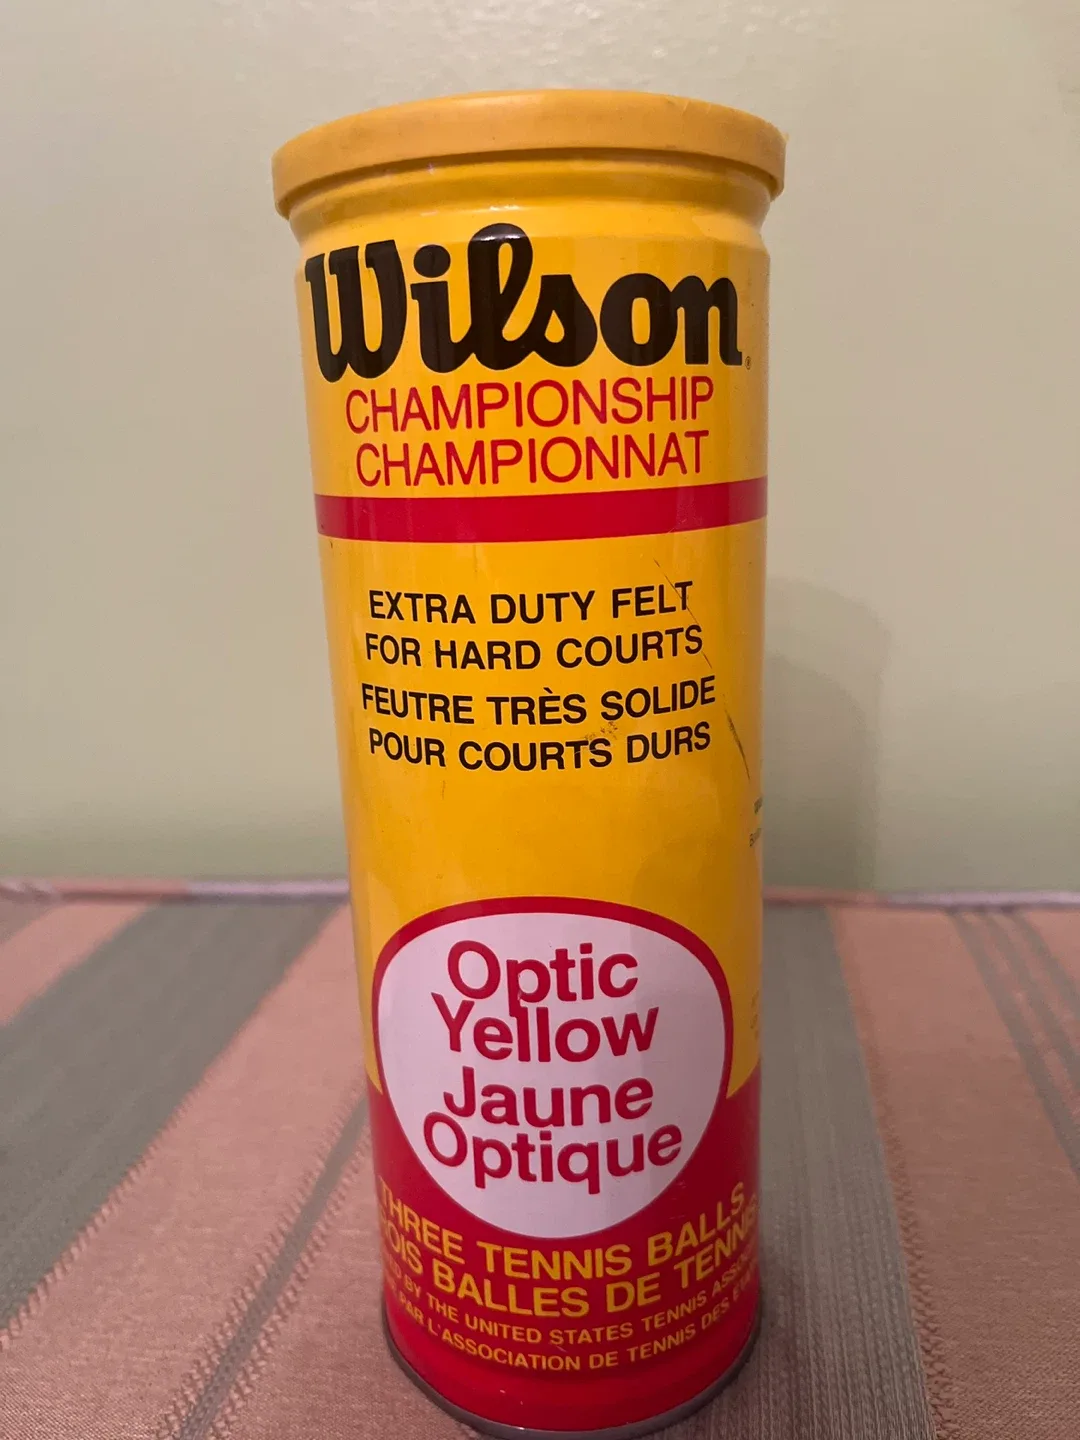 Wilson®
CHAMPIONSHIP
CHAMPIONNAT
EXTRA DUTY FELT
FOR HARD COURTS
FEUTRE TRÈS SOLIDE
POUR COURTS DURS
Optic
Yellow
Jaune
Optique
THREE TENNIS BALLS
BALLES DE TENNIS
BY THE UNITED STATES TENNIS
PAR L'ASSOCIATION DE TENNIS DES